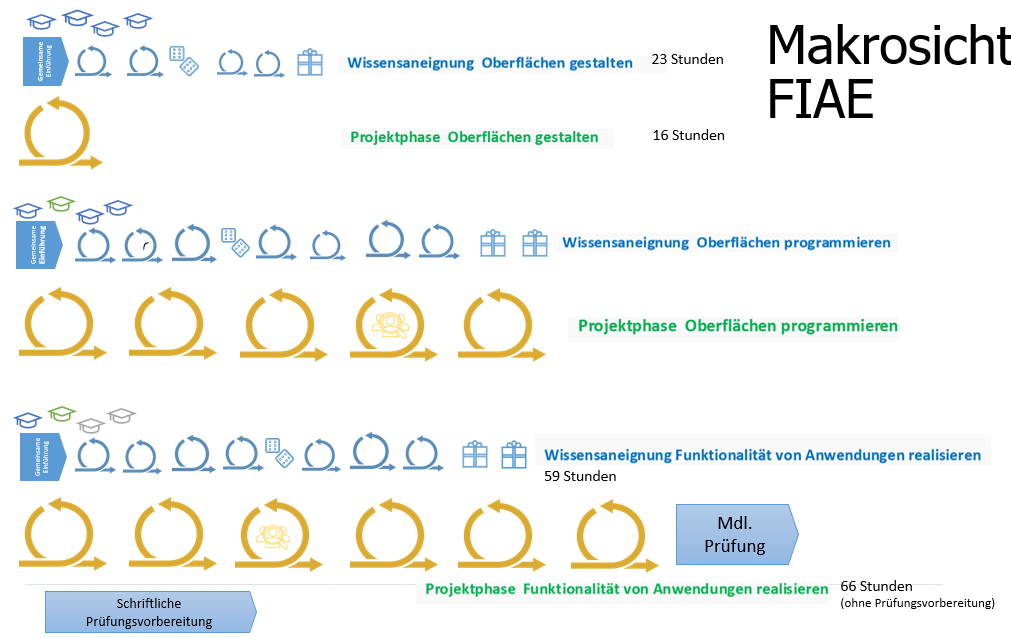 Makrosicht
FIAE
Gemeinsame
Einführung
Wissensaneignung Oberflächen gestalten
23 Stunden
Projektphase Oberflächen gestalten
16 Stunden
Gemeinsame
Einführung
Wissensaneignung Oberflächen programmieren
Projektphase Oberflächen programmieren
Gemeinsame
Einführung
Wissensaneignung Funktionalität von Anwendungen realisieren
59 Stunden
Mdl.
Prüfung
Projektphase Funktionalität von Anwendungen realisieren
66 Stunden
(ohne Prüfungsvorbereitung)
Schriftliche
Prüfungsvorbereitung